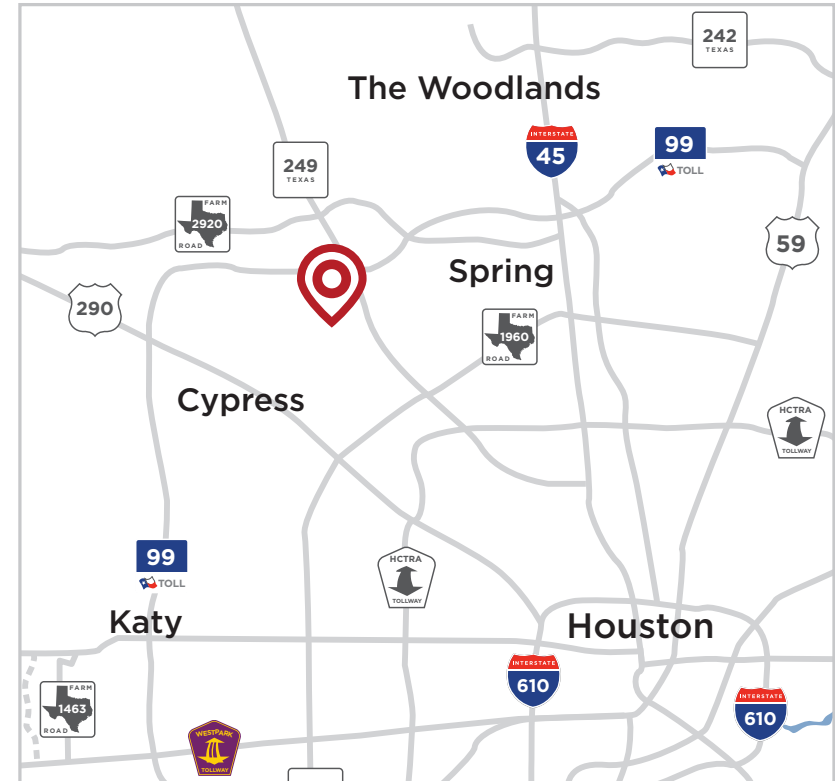 242
TEXAS
The Woodlands
INTERSTATE
45
99
TOLL
249
TEXAS
FARM
2920
ROAD
59
Spring
290
FARM
1960
ROAD
Cypress
HCTRA
TOLLWAY
99
TOLL
HCTRA
TOLLWAY
Katy
Houston
INTERSTATE
610
FARM
1463
ROAD
INTERSTATE
610
WESTPARK
TOLLWAY